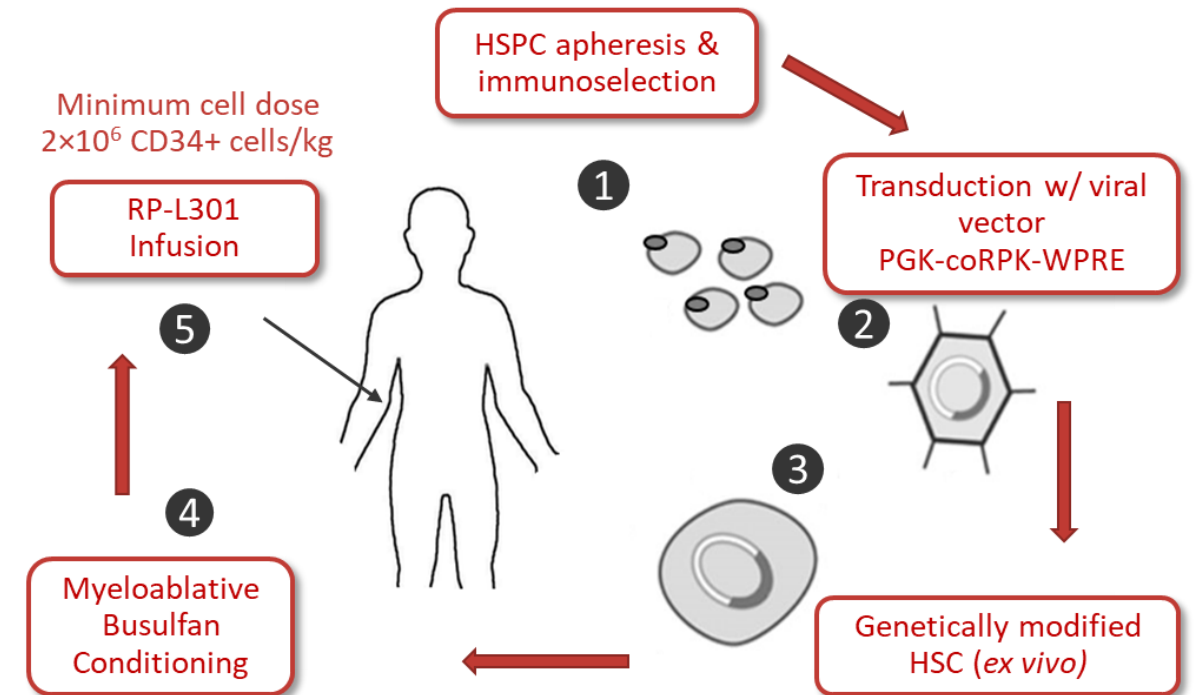 HSPC apheresis &
immunoselection
Minimum cell dose
2×10⁶ CD34+ cells/kg
RP-L301
Infusion
1
Transduction w/ viral
vector
PGK-coRPK-WPRE
5
2
3
4
Myeloablative
Busulfan
Conditioning
Genetically modified
HSC (ex vivo)